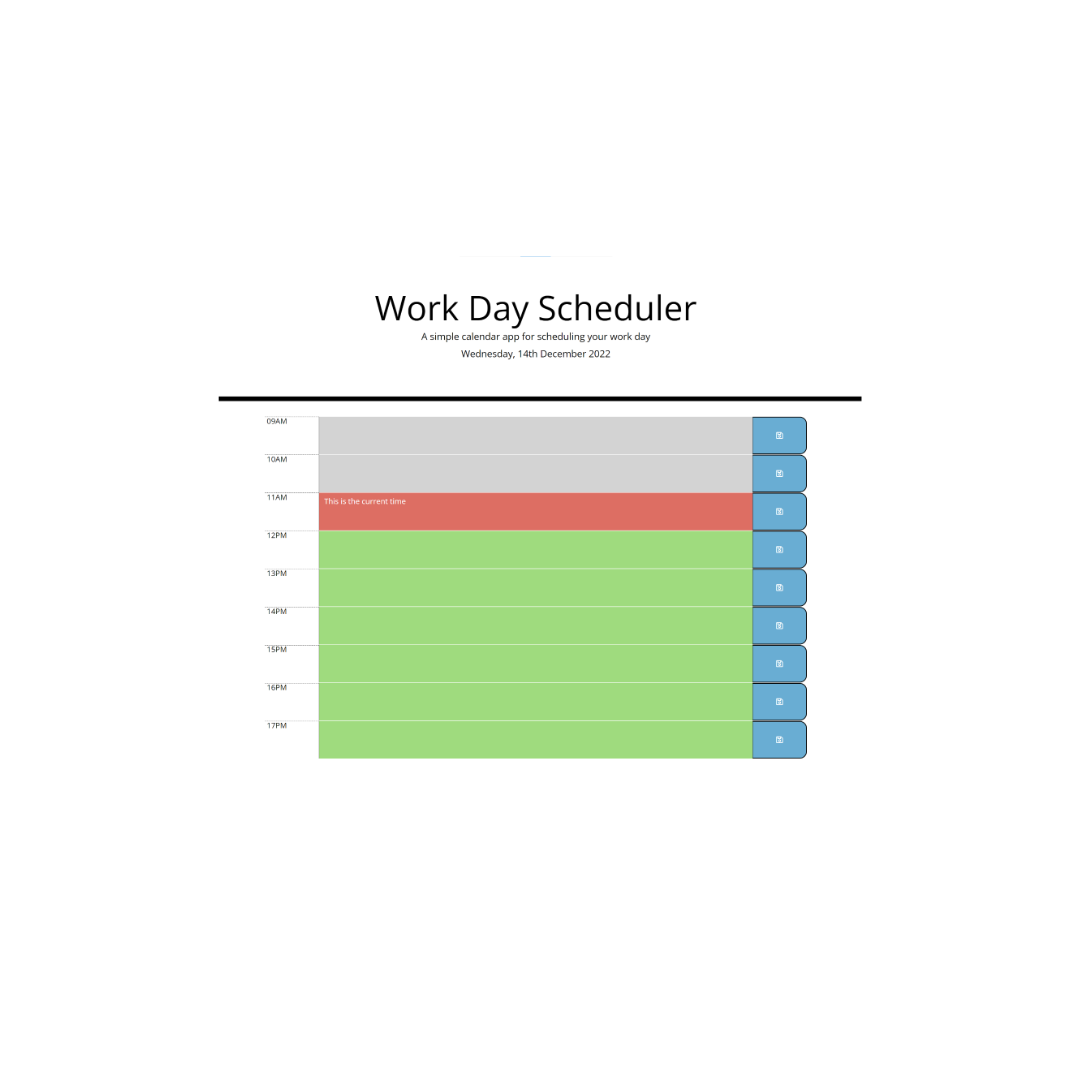 Work Day Scheduler
A simple calendar app for scheduling your work day
Wednesday, 14th December 2022
09AM
10AM
11AM
This is the current time
12PM
13PM
14PM
15PM
16PM
17PM